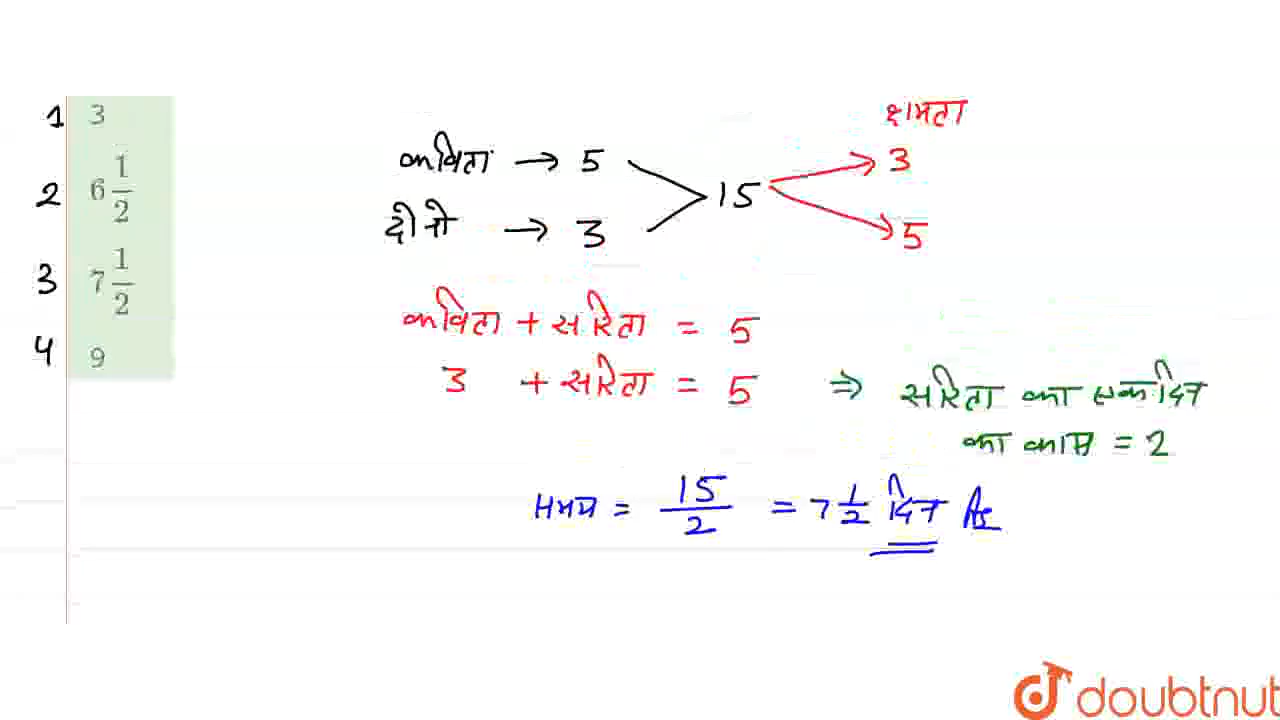 1 3
2 6 1/2
3 7 1/2
4 9
क्षमता
कविता → 5
15
3
दोनो → 3
5
कविता + सरिता = 5
3 + सरिता = 5 ⇒ सरिता का एक दिन
का काम = 2
समय = 15/2 = 7 1/2 दिन As
doubtnut